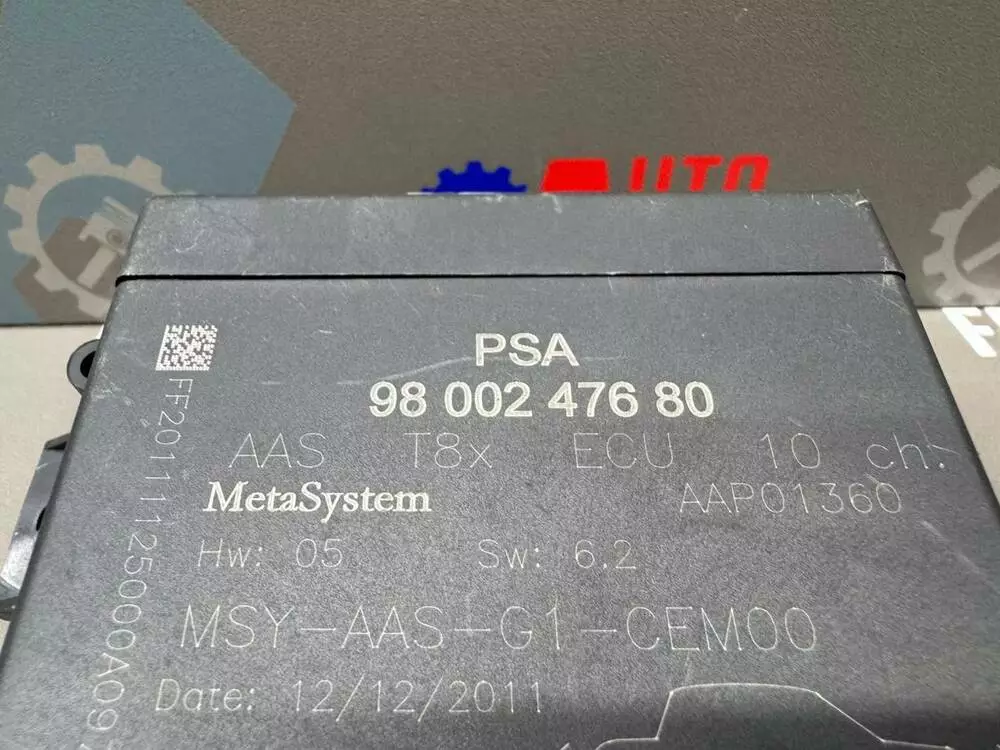 UTO
PSA
98 002 476 80
AAS T8x ECU 10 ch.
MetaSystem AAP01360
Hw: 05 Sw: 6.2
MSY-AAS-G1-CEM00
Date: 12/12/2011